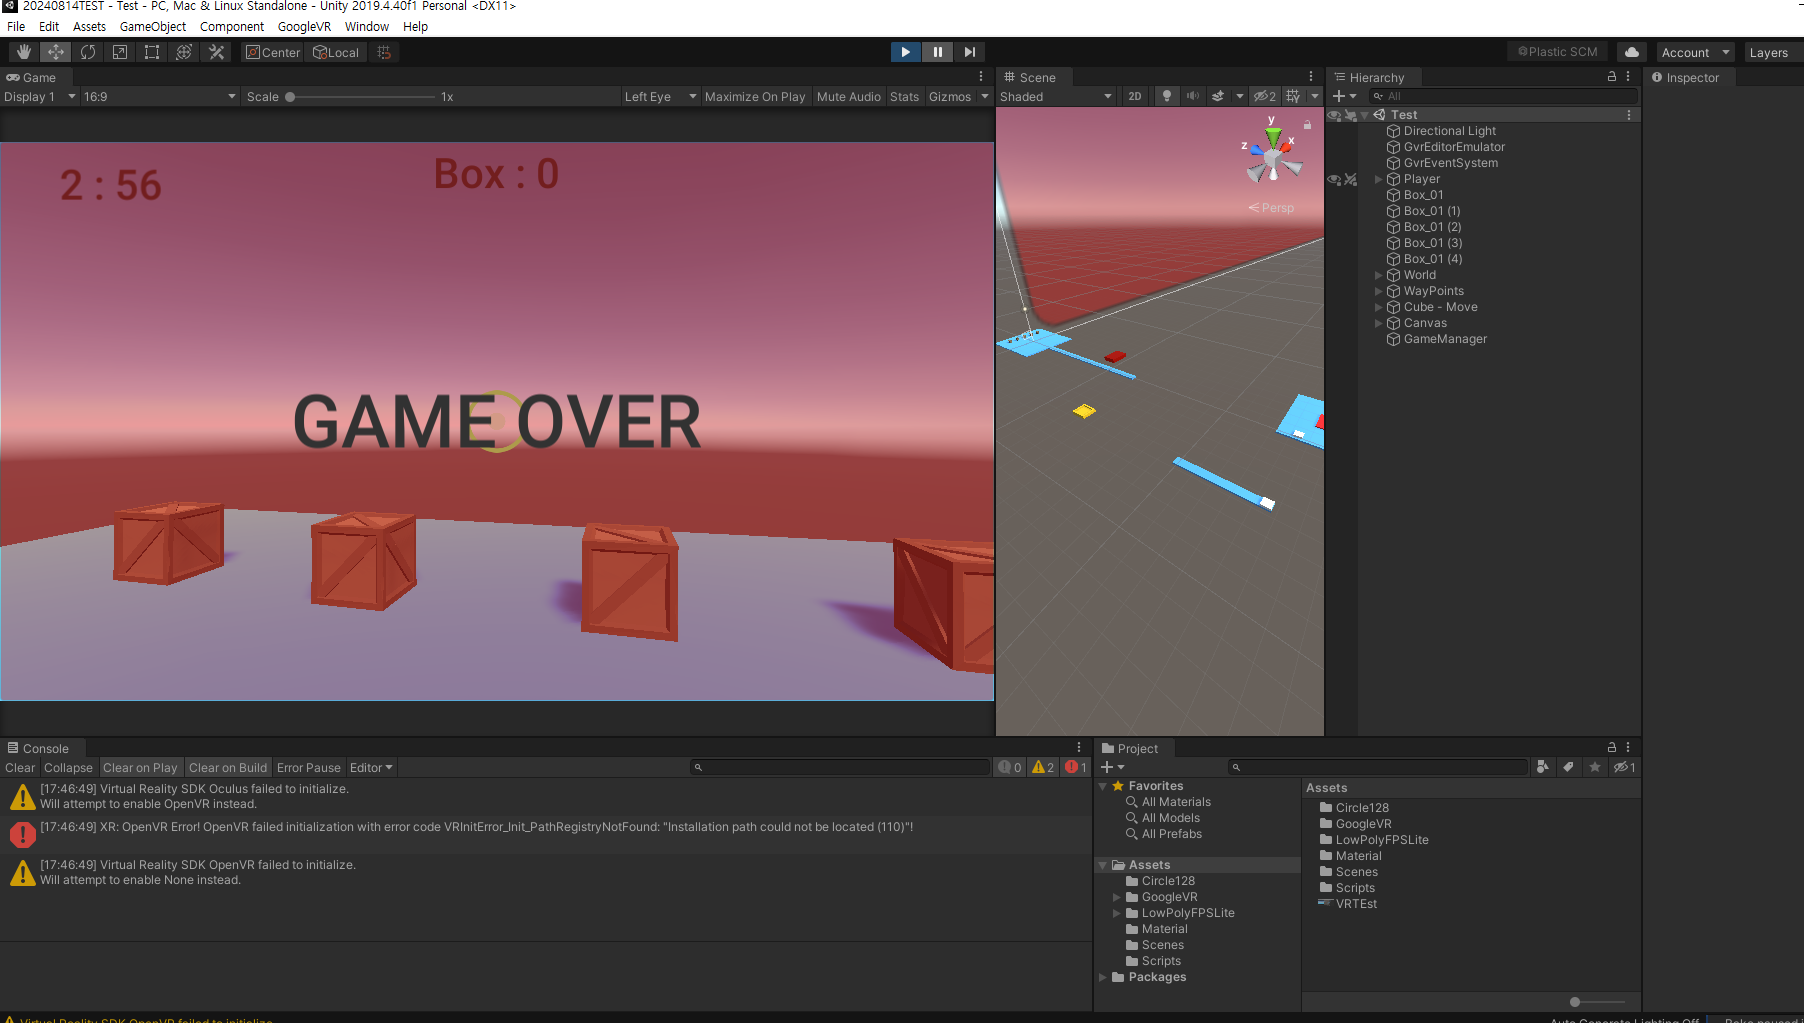 20240814TEST - Test - PC, Mac & Linux Standalone - Unity 2019.4.40f1 Personal <DX11>
File Edit Assets GameObject Component GoogleVR Window Help
Center Local Plastic SCM Account Layers
Game
Display 1 16:9 Scale 1x Left Eye Maximize On Play Mute Audio Stats Gizmos
2 : 56
Box : 0
GAME OVER
Scene
Shaded 2D 2
y
x
z
Persp
Hierarchy
All
Test
Directional Light
GvrEditorEmulator
GvrEventSystem
Player
Box_01
Box_01 (1)
Box_01 (2)
Box_01 (3)
Box_01 (4)
World
WayPoints
Cube - Move
Canvas
GameManager
Inspector
Console
Clear Collapse Clear on Play Clear on Build Error Pause Editor 0 2 1
[17:46:49] Virtual Reality SDK Oculus failed to initialize.
Will attempt to enable OpenVR instead.
[17:46:49] XR: OpenVR Error! OpenVR failed initialization with error code VRInitError_Init_PathRegistryNotFound: "Installation path could not be located (110)"!
[17:46:49] Virtual Reality SDK OpenVR failed to initialize.
Will attempt to enable None instead.
Project
1
Favorites
All Materials
All Models
All Prefabs
Assets
Circle128
GoogleVR
LowPolyFPSLite
Material
Scenes
Scripts
Packages
Assets
Circle128
GoogleVR
LowPolyFPSLite
Material
Scenes
Scripts
VRTEst
Virtual Reality SDK OpenVR failed to initialize.
Auto Generate Lighting Off
Bake paused